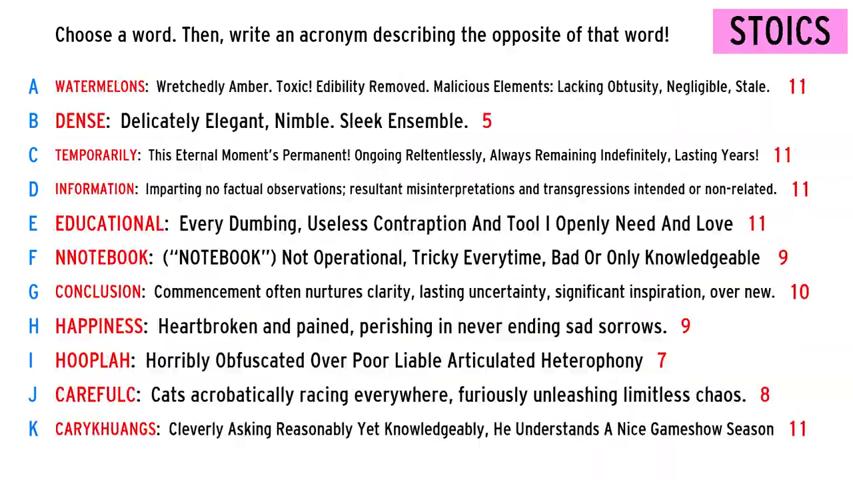 Choose a word. Then, write an acronym describing the opposite of that word!
STOICS
A WATERMELONS: Wretchedly Amber. Toxic! Edibility Removed. Malicious Elements: Lacking Obtusity, Negligible, Stale. 11
B DENSE: Delicately Elegant, Nimble. Sleek Ensemble. 5
C TEMPORARILY: This Eternal Moment's Permanent! Ongoing Reltentlessly, Always Remaining Indefinitely, Lasting Years! 11
D INFORMATION: Imparting no factual observations; resultant misinterpretations and transgressions intended or non-related. 11
E EDUCATIONAL: Every Dumbing, Useless Contraption And Tool I Openly Need And Love 11
F NNOTEBOOK: ("NOTEBOOK") Not Operational, Tricky Everytime, Bad Or Only Knowledgeable 9
G CONCLUSION: Commencement often nurtures clarity, lasting uncertainty, significant inspiration, over new. 10
H HAPPINESS: Heartbroken and pained, perishing in never ending sad sorrows. 9
I HOOPLAH: Horribly Obfuscated Over Poor Liable Articulated Heterophony 7
J CAREFULC: Cats acrobatically racing everywhere, furiously unleashing limitless chaos. 8
K CARYKHUANGS: Cleverly Asking Reasonably Yet Knowledgeably, He Understands A Nice Gameshow Season 11